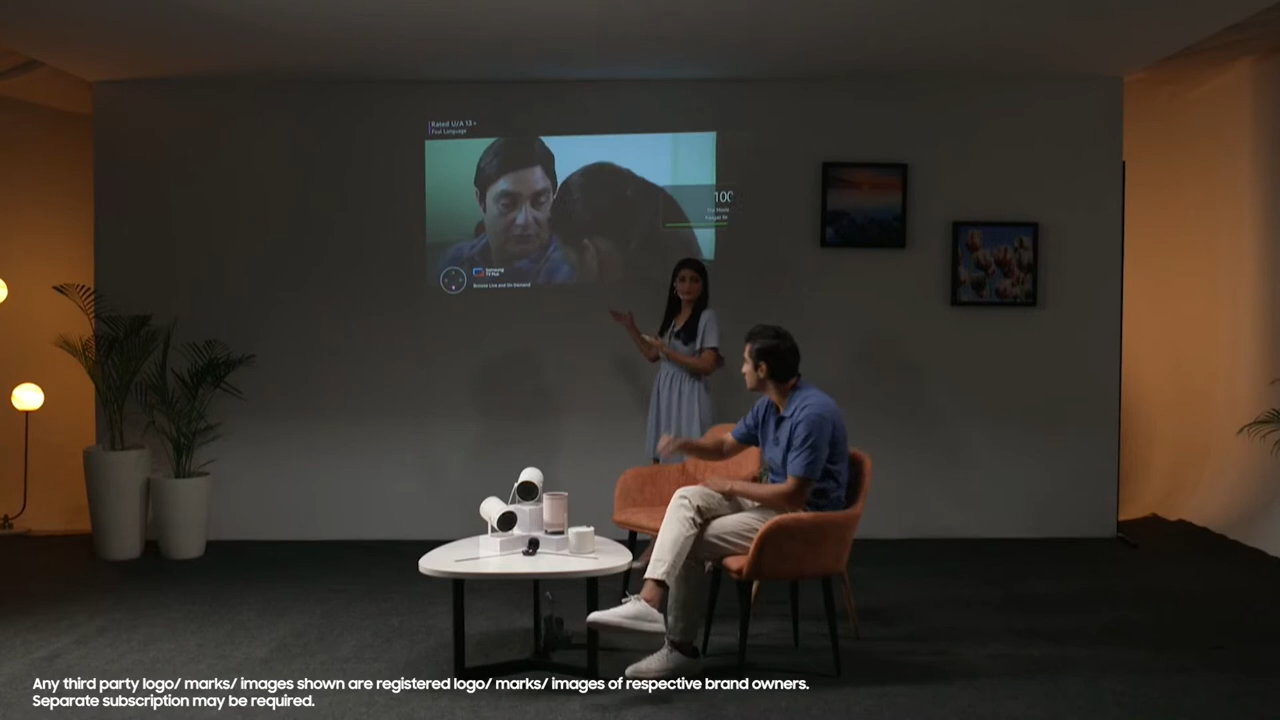 Rated U/A 13+
Foul Language
100
Samsung
TV Plus
Browse Live and On-Demand
Any third party logo/ marks/ images shown are registered logo/ marks/ images of respective brand owners.
Separate subscription may be required.